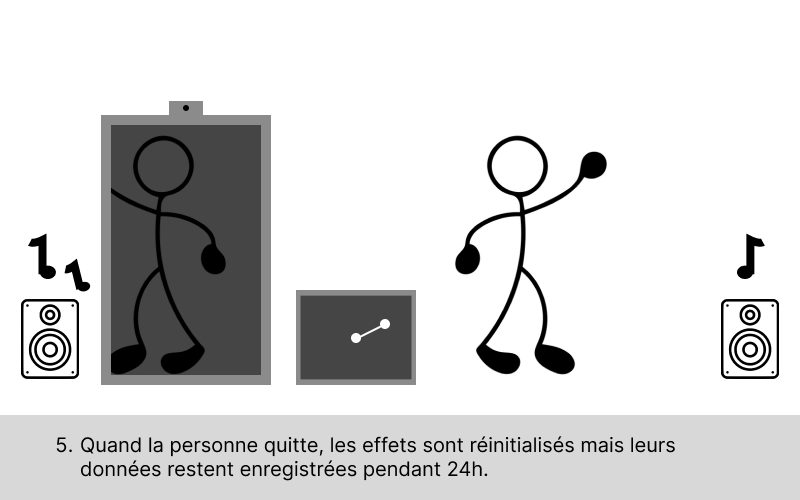 5. Quand la personne quitte, les effets sont réinitialisés mais leurs
données restent enregistrées pendant 24h.